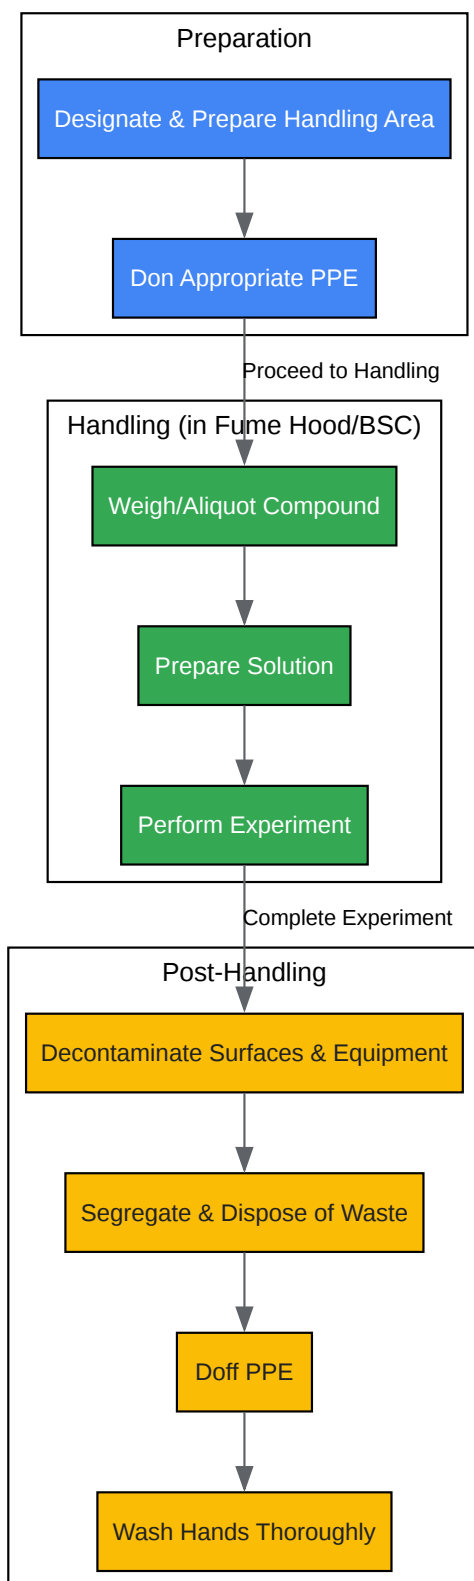 Preparation
Designate & Prepare Handling Area
Don Appropriate PPE
Proceed to Handling
Handling (in Fume Hood/BSC)
Weigh/Aliquot Compound
Prepare Solution
Perform Experiment
Complete Experiment
Post-Handling
Decontaminate Surfaces & Equipment
Segregate & Dispose of Waste
Doff PPE
Wash Hands Thoroughly